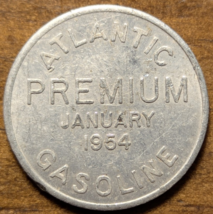 ATLANTIC
PREMIUM
JANUARY
1954
GASOLINE